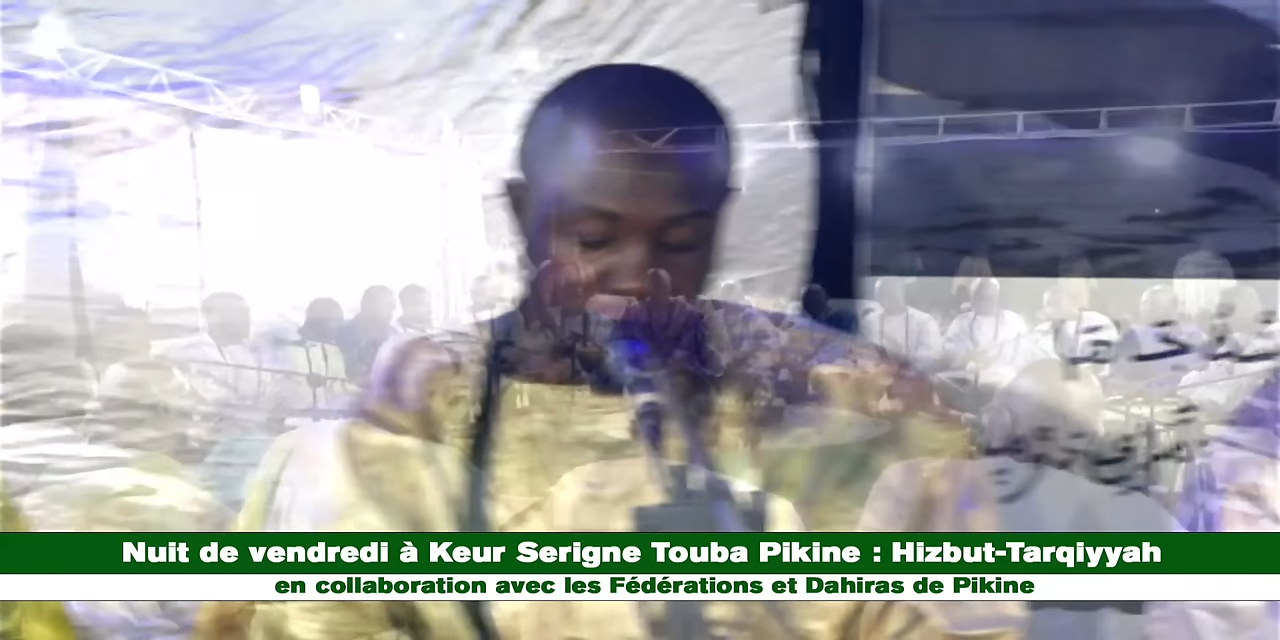 Nuit de vendredi à Keur Serigne Touba Pikine : Hizbut-Tarqiyyah
en collaboration avec les Fédérations et Dahiras de Pikine